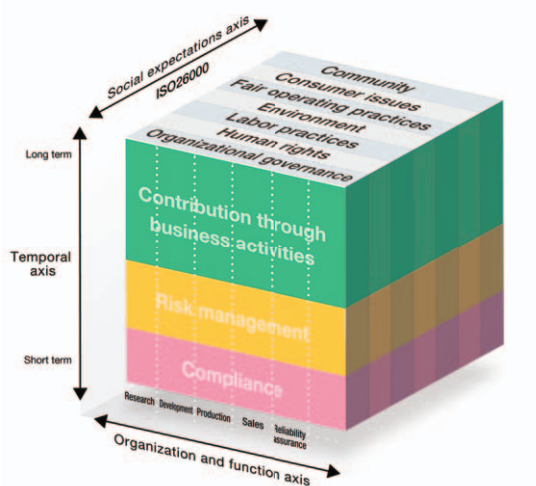 Social expectations axis
ISO26000
Community
Consumer issues
Fair operating practices
Environment
Labor practices
Human rights
Organizational governance
Long term
Temporal
axis
Short term
Contribution through
business activities
Risk management
Compliance
Research
Development
Production
Sales
Reliability
assurance
Organization and function axis